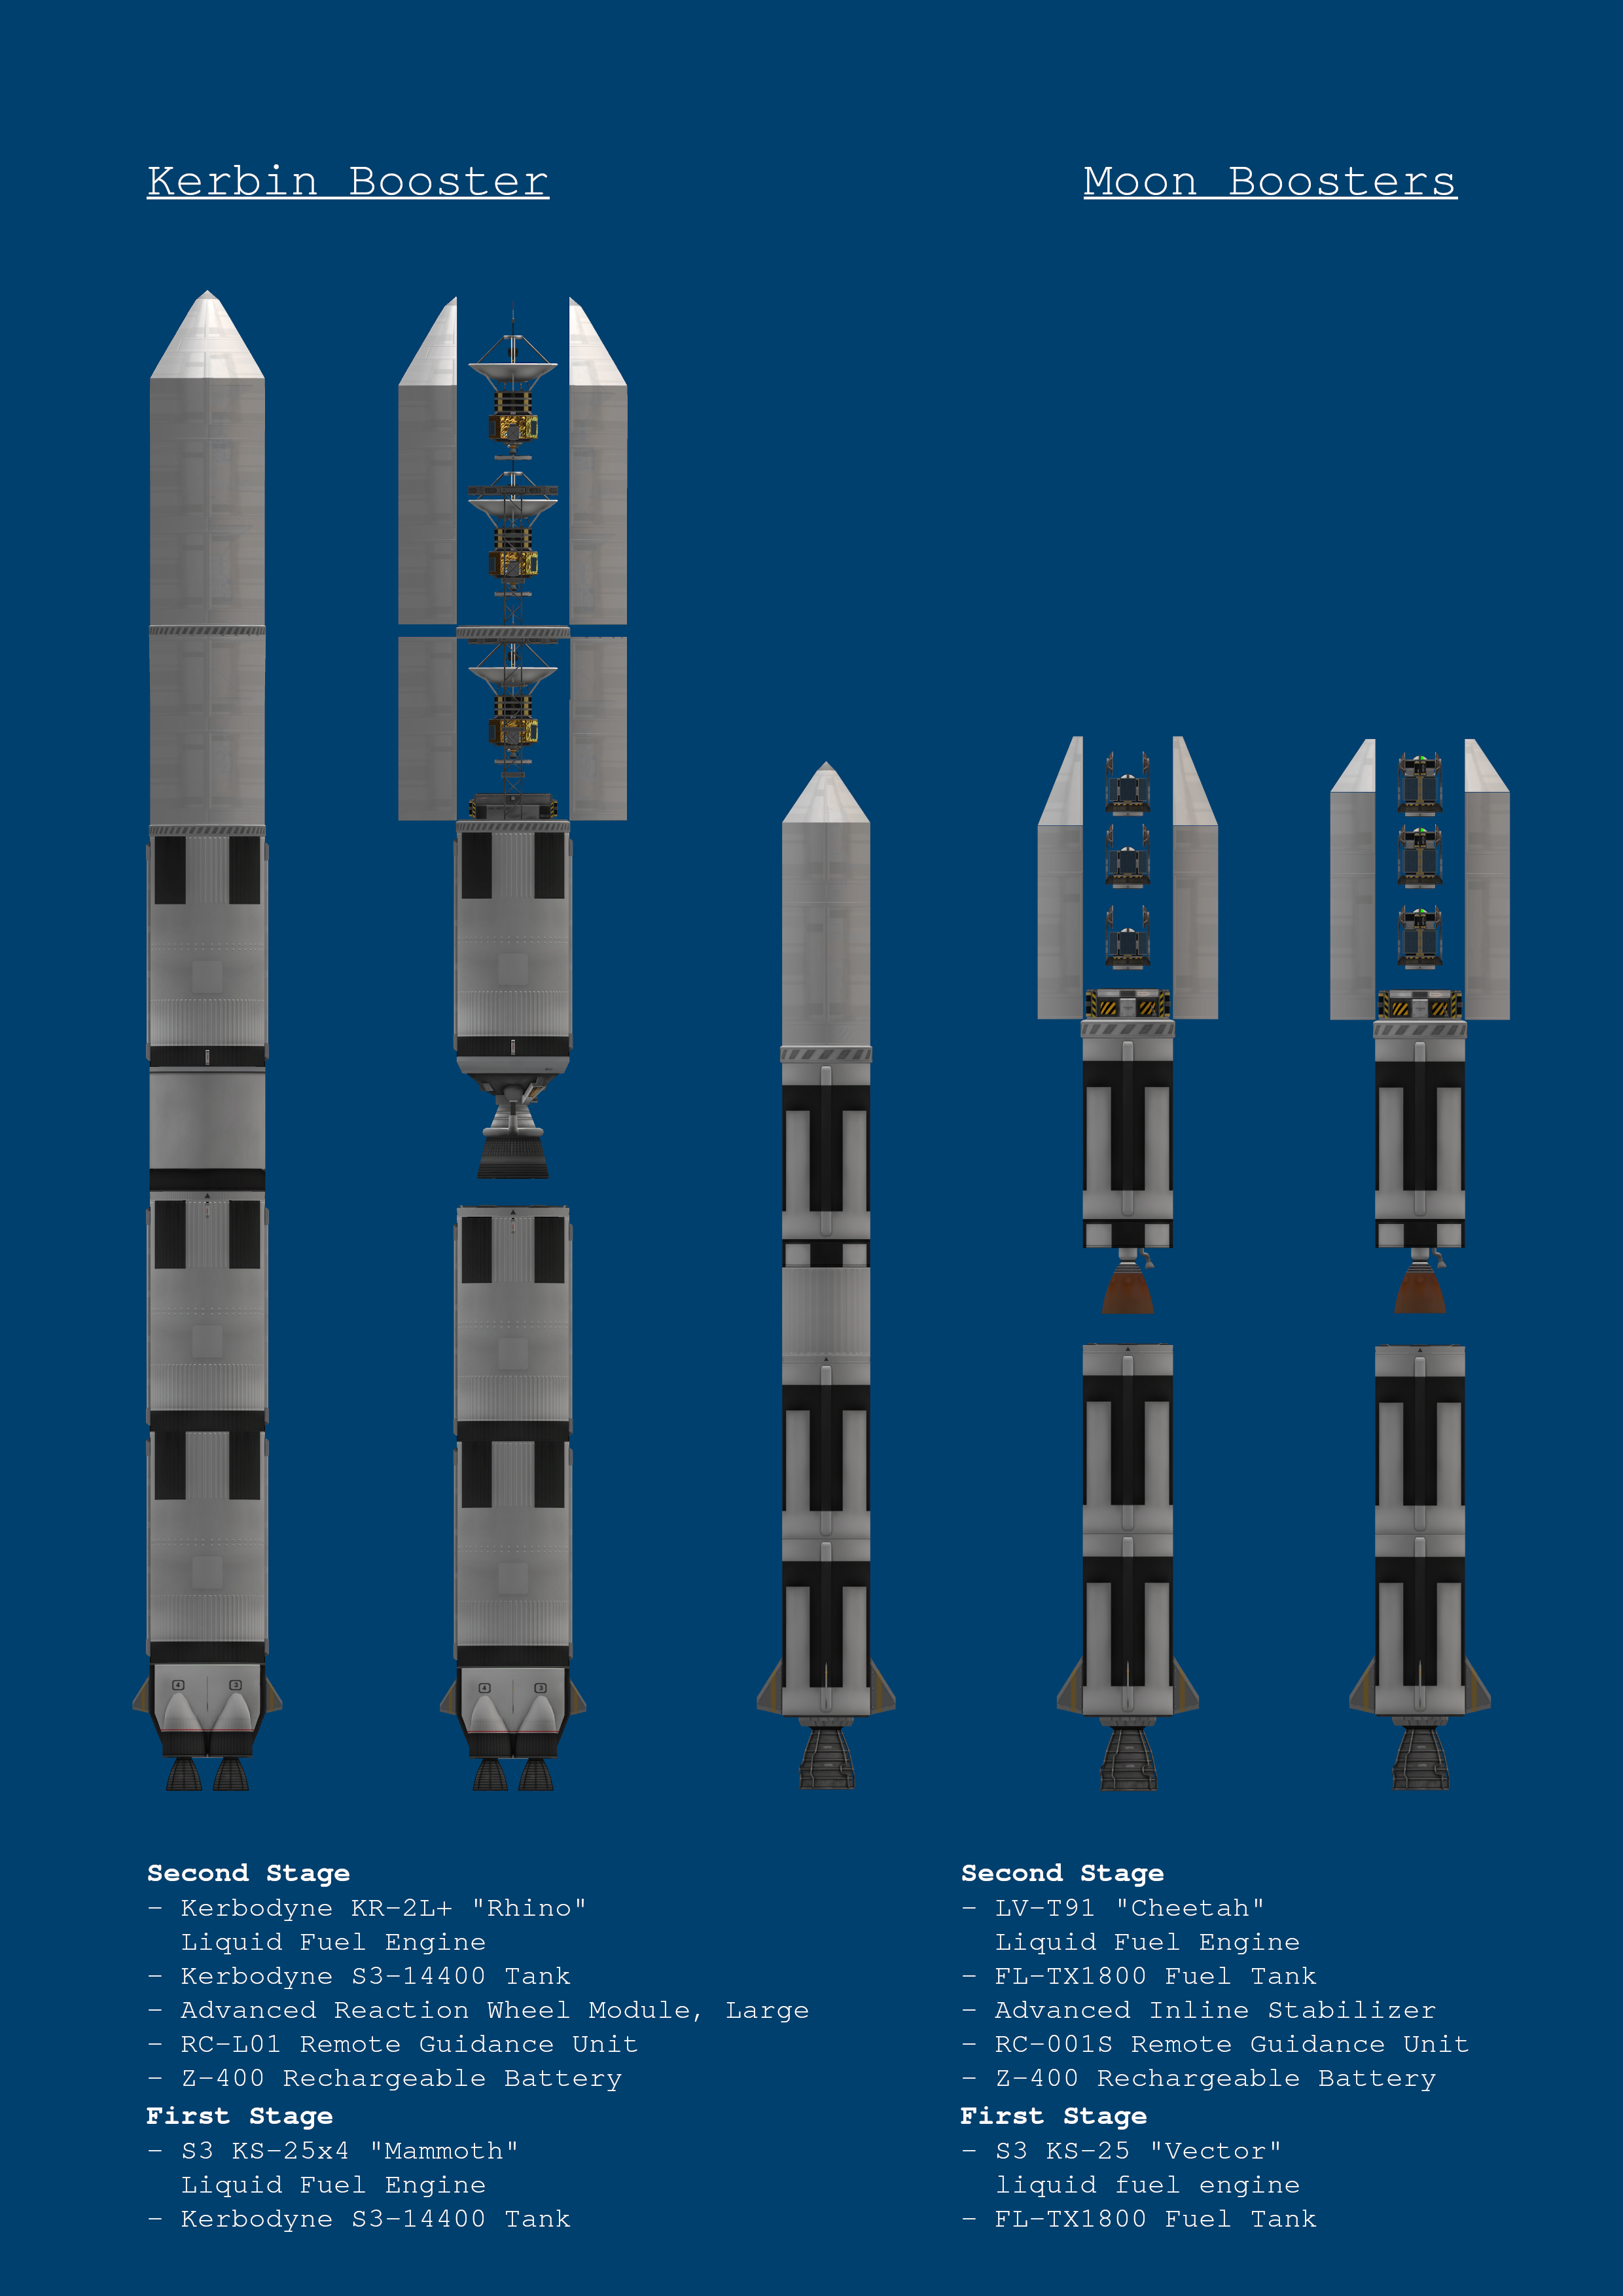 Kerbin Booster
Moon Boosters
4 3
4 3
Second Stage
- Kerbodyne KR-2L+ "Rhino"
Liquid Fuel Engine
- Kerbodyne S3-14400 Tank
- Advanced Reaction Wheel Module, Large
- RC-L01 Remote Guidance Unit
- Z-400 Rechargeable Battery
First Stage
- S3 KS-25x4 "Mammoth"
Liquid Fuel Engine
- Kerbodyne S3-14400 Tank
Second Stage
- LV-T91 "Cheetah"
Liquid Fuel Engine
- FL-TX1800 Fuel Tank
- Advanced Inline Stabilizer
- RC-001S Remote Guidance Unit
- Z-400 Rechargeable Battery
First Stage
- S3 KS-25 "Vector"
liquid fuel engine
- FL-TX1800 Fuel Tank